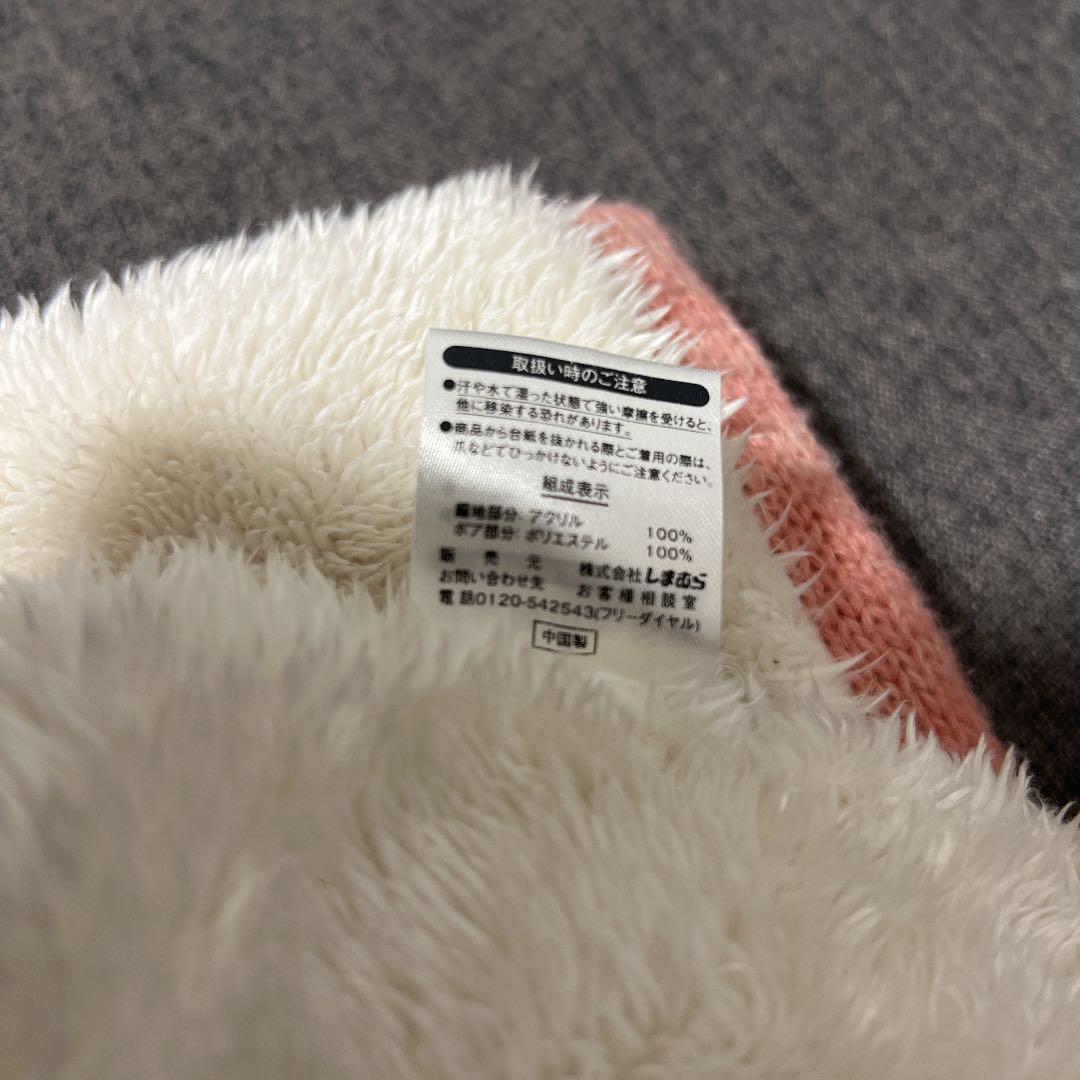 取扱い時のご注意
●汗や水で湿った状態で強い摩擦を受けると、
他に移染する恐れがあります。
●商品から台紙を抜かれる際とご着用の際は、
爪などでひっかけないようにご注意ください。
組成表示
編地部分: アクリル 100%
ボア部分: ポリエステル 100%
販売元 株式会社しまむら
お問い合わせ先 お客様相談室
電話0120-542543(フリーダイヤル)
中国製